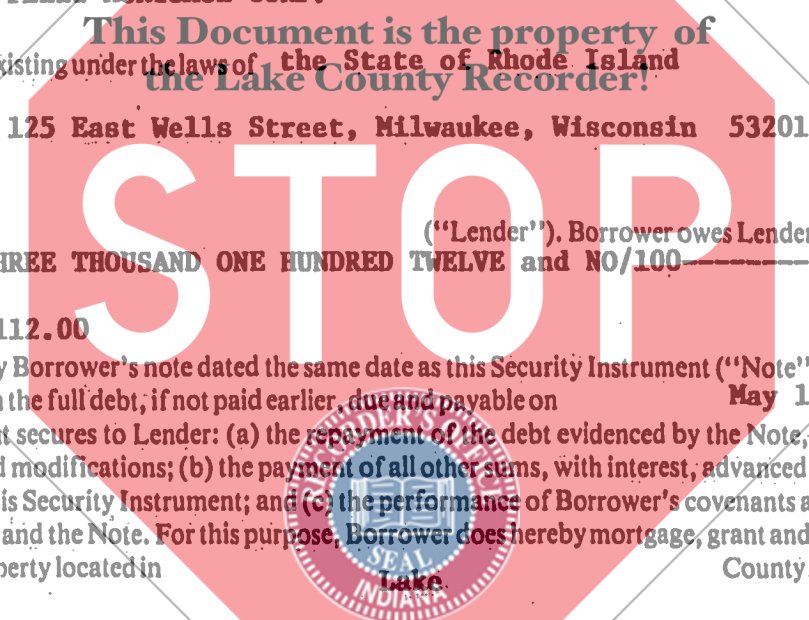 This Document is the property of
xisting under the laws of the State of Rhode Island
the Lake County Recorder!
125 East Wells Street, Milwaukee, Wisconsin 53201
STOP
("Lender"). Borrower owes Lender
HREE THOUSAND ONE HUNDRED TWELVE and NO/100
112.00
y Borrower's note dated the same date as this Security Instrument ("Note"
n the full debt, if not paid earlier, due and payable on May 1
t secures to Lender: (a) the repayment of the debt evidenced by the Note,
d modifications; (b) the payment of all other sums, with interest, advanced
is Security Instrument; and (c) the performance of Borrower's covenants a
and the Note. For this purpose, Borrower does hereby mortgage, grant and
perty located in Lake County
SEAL
INDIANA